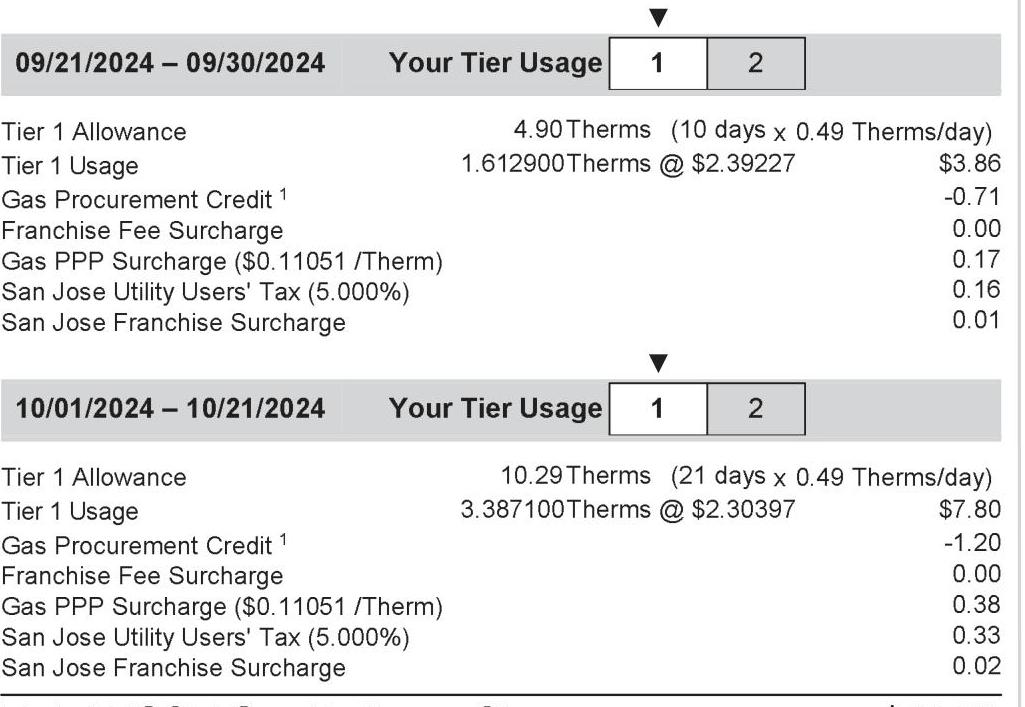 09/21/2024 – 09/30/2024 Your Tier Usage 1 2
Tier 1 Allowance 4.90 Therms (10 days x 0.49 Therms/day)
Tier 1 Usage 1.612900 Therms @ $2.39227 $3.86
Gas Procurement Credit ¹ -0.71
Franchise Fee Surcharge 0.00
Gas PPP Surcharge ($0.11051 /Therm) 0.17
San Jose Utility Users' Tax (5.000%) 0.16
San Jose Franchise Surcharge 0.01
10/01/2024 – 10/21/2024 Your Tier Usage 1 2
Tier 1 Allowance 10.29 Therms (21 days x 0.49 Therms/day)
Tier 1 Usage 3.387100 Therms @ $2.30397 $7.80
Gas Procurement Credit ¹ -1.20
Franchise Fee Surcharge 0.00
Gas PPP Surcharge ($0.11051 /Therm) 0.38
San Jose Utility Users' Tax (5.000%) 0.33
San Jose Franchise Surcharge 0.02